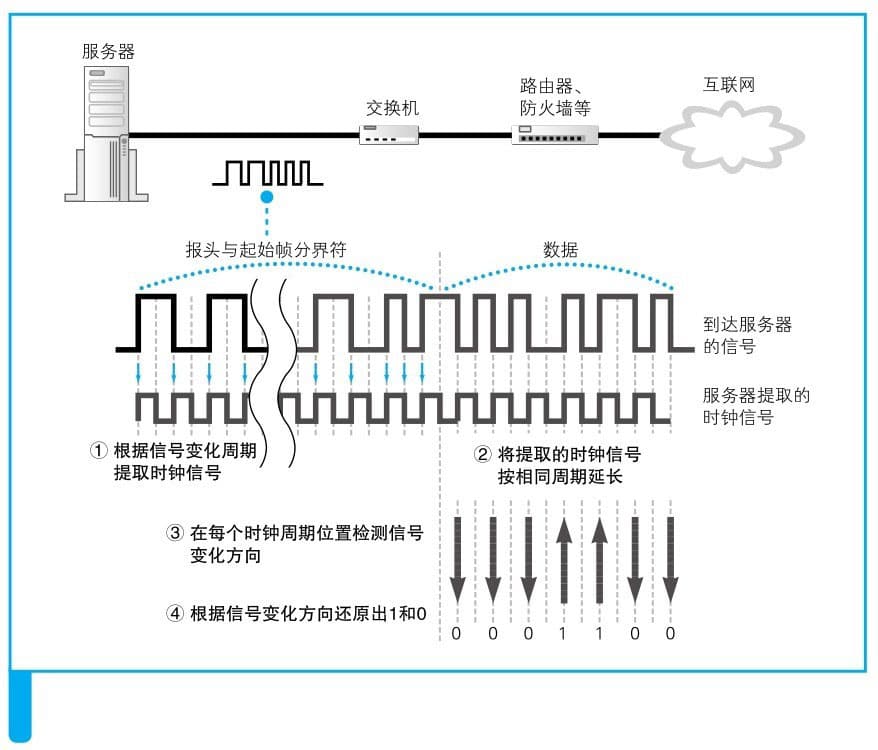 服务器
交换机
路由器、
防火墙等
互联网
报头与起始帧分界符
数据
到达服务器
的信号
服务器提取的
时钟信号
① 根据信号变化周期
提取时钟信号
② 将提取的时钟信号
按相同周期延长
③ 在每个时钟周期位置检测信号
变化方向
④ 根据信号变化方向还原出1和0
0 0 0 1 1 0 0